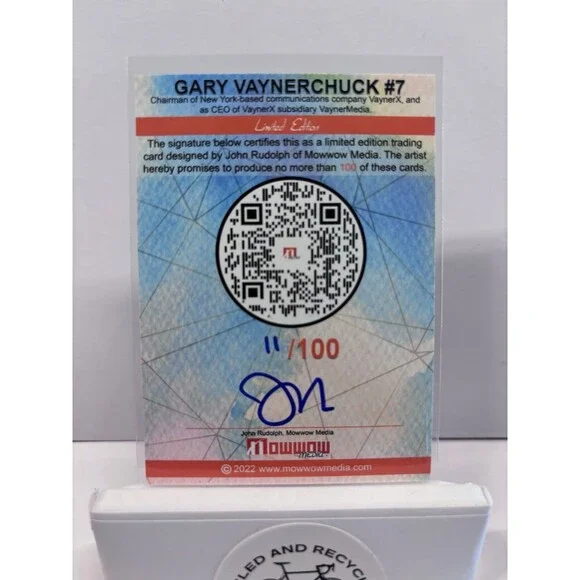 GARY VAYNERCHUCK #7
Chairman of New York-based communications company VaynerX, and
as CEO of VaynerX subsidiary VaynerMedia.
Limited Edition
The signature below certifies this as a limited edition trading
card designed by John Rudolph of Mowwow Media. The artist
hereby promises to produce no more than 100 of these cards.
11/100
John Rudolph, Mowwow Media
Mowwow
MEDIA
© 2022 www.mowwowmedia.com
AND RECYC